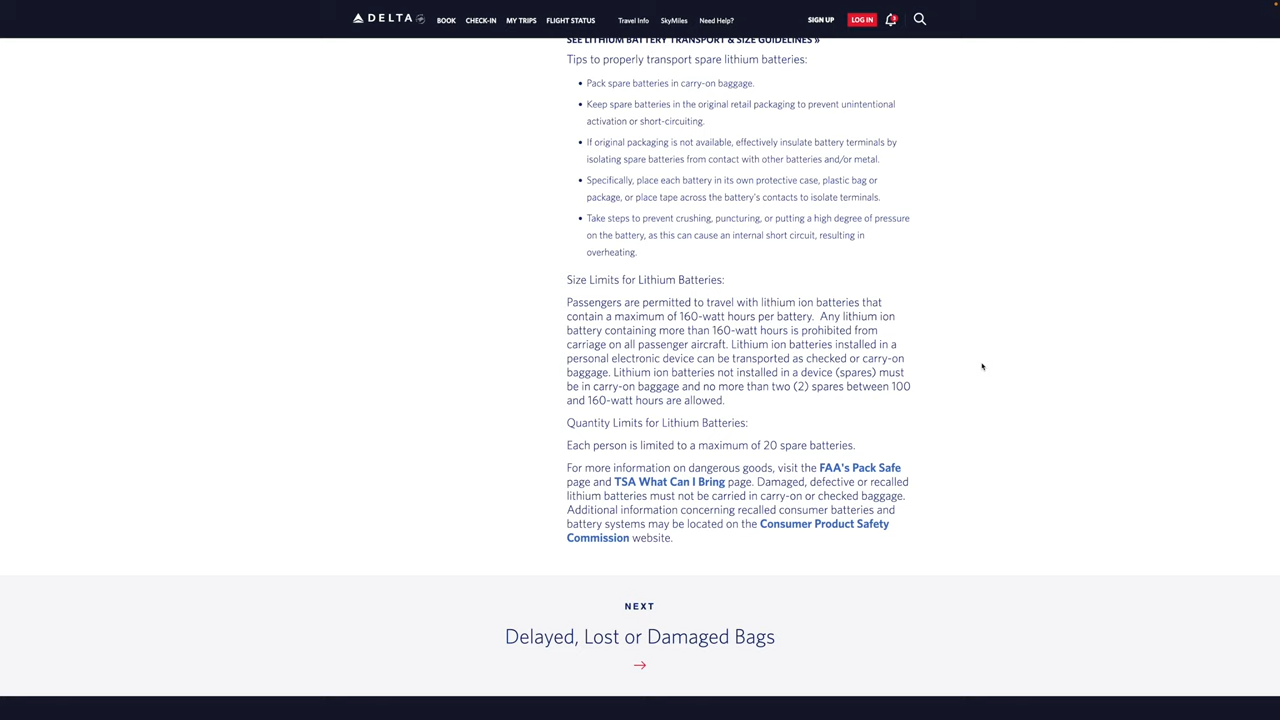 DELTA BOOK CHECK-IN MY TRIPS FLIGHT STATUS Travel Info SkyMiles Need Help? SIGN UP LOG IN
SEE LITHIUM BATTERY TRANSPORT & SIZE GUIDELINES »
Tips to properly transport spare lithium batteries:
• Pack spare batteries in carry-on baggage.
• Keep spare batteries in the original retail packaging to prevent unintentional
activation or short-circuiting.
• If original packaging is not available, effectively insulate battery terminals by
isolating spare batteries from contact with other batteries and/or metal.
• Specifically, place each battery in its own protective case, plastic bag or
package, or place tape across the battery's contacts to isolate terminals.
• Take steps to prevent crushing, puncturing, or putting a high degree of pressure
on the battery, as this can cause an internal short circuit, resulting in
overheating.
Size Limits for Lithium Batteries:
Passengers are permitted to travel with lithium ion batteries that
contain a maximum of 160-watt hours per battery. Any lithium ion
battery containing more than 160-watt hours is prohibited from
carriage on all passenger aircraft. Lithium ion batteries installed in a
personal electronic device can be transported as checked or carry-on
baggage. Lithium ion batteries not installed in a device (spares) must
be in carry-on baggage and no more than two (2) spares between 100
and 160-watt hours are allowed.
Quantity Limits for Lithium Batteries:
Each person is limited to a maximum of 20 spare batteries.
For more information on dangerous goods, visit the FAA's Pack Safe
page and TSA What Can I Bring page. Damaged, defective or recalled
lithium batteries must not be carried in carry-on or checked baggage.
Additional information concerning recalled consumer batteries and
battery systems may be located on the Consumer Product Safety
Commission website.
NEXT
Delayed, Lost or Damaged Bags